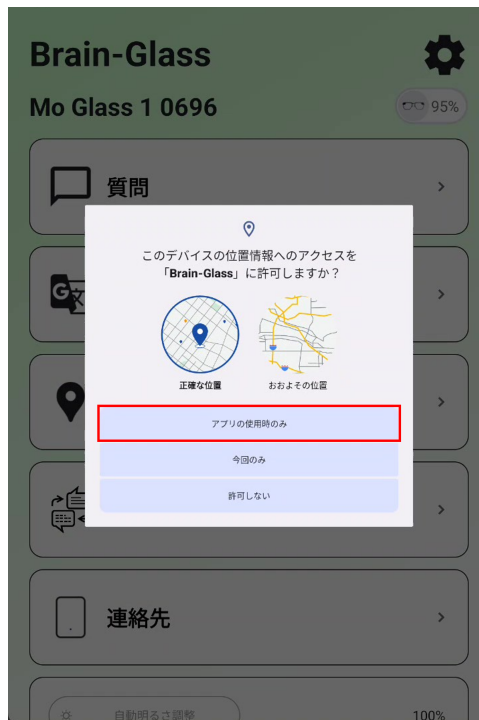 Brain-Glass
Mo Glass 1 0696
95%
質問
このデバイスの位置情報へのアクセスを
「Brain-Glass」に許可しますか？
正確な位置
おおよその位置
アプリの使用時のみ
今回のみ
許可しない
連絡先
自動明るさ調整
100%